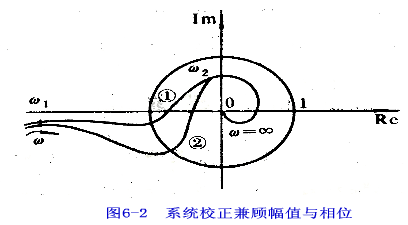 Im
ω₁
ω₂
①
0
1
Re
ω
②
ω=∞
图6-2 系统校正兼顾幅值与相位